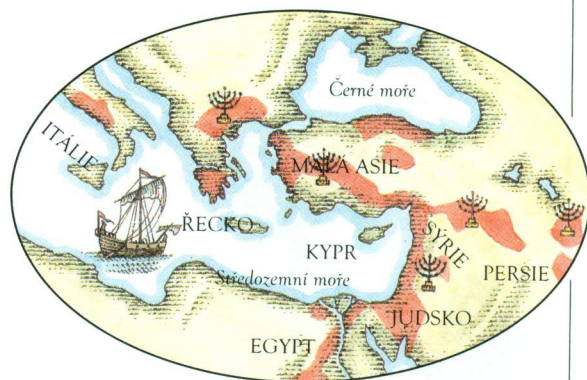 Černé moře
ITÁLIE
MALÁ ASIE
ŘECKO
SÝRIE
KYPR
PERSIE
Středozemní moře
JUDSKO
EGYPT